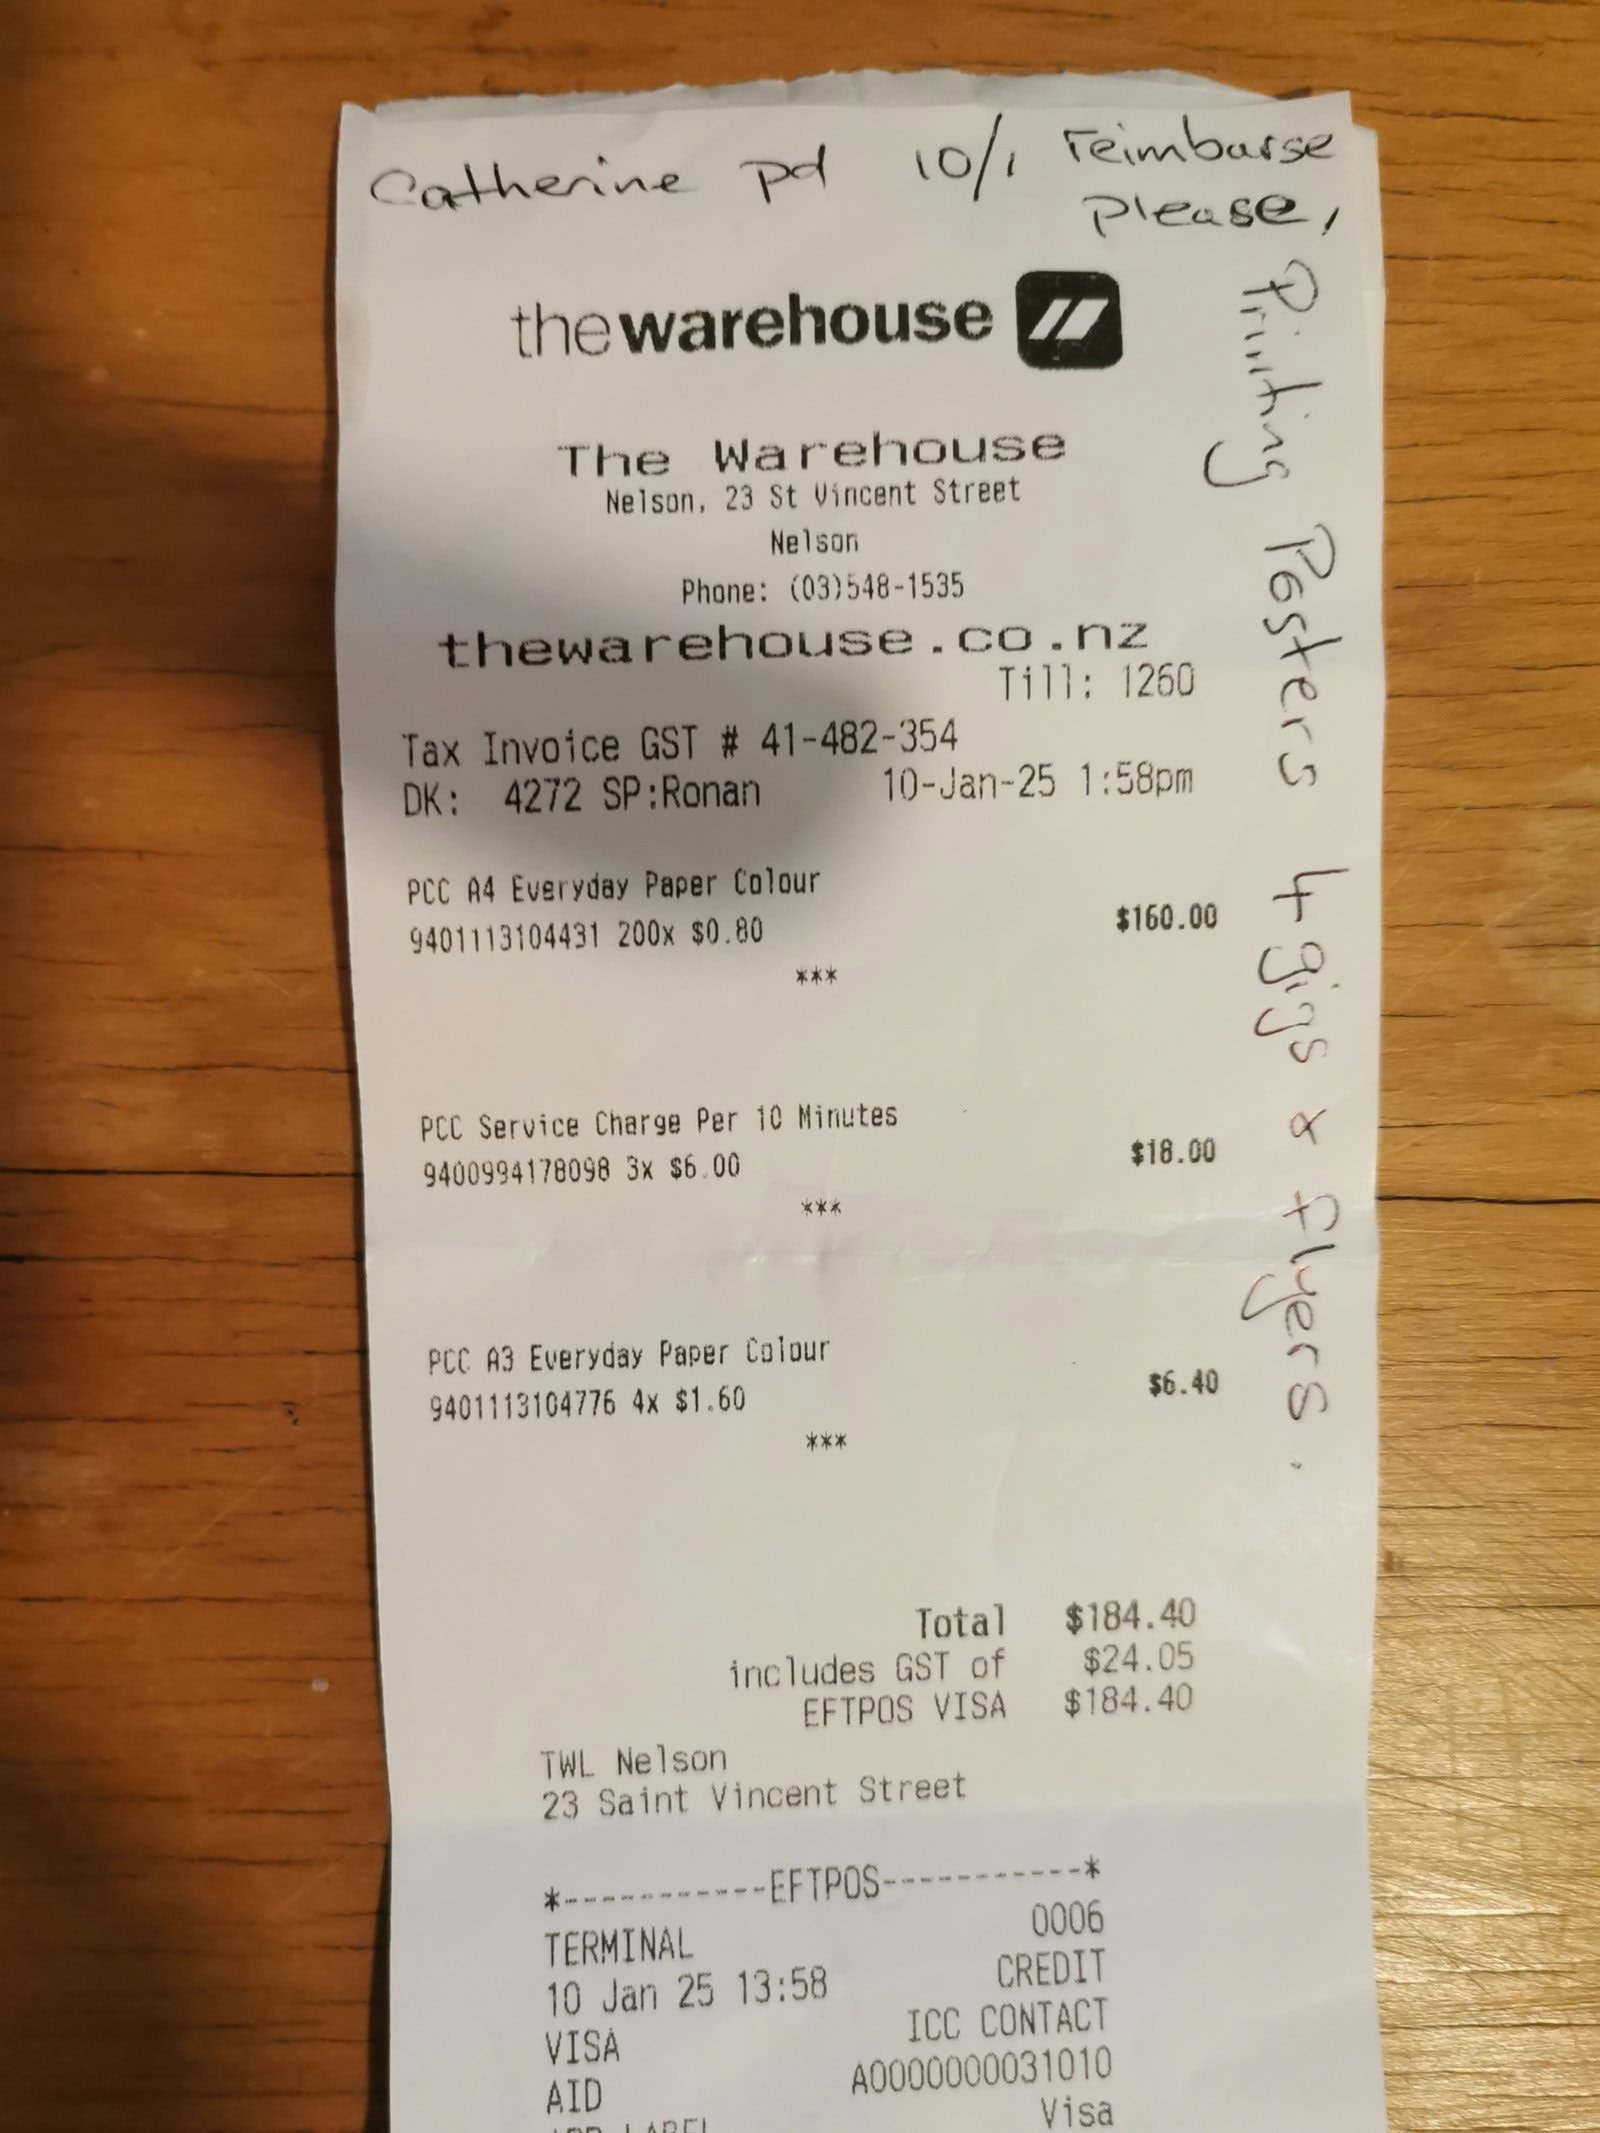 Catherine pd 10/1 reimburse
please,
Printing Posters 4 gigs & flyers.
thewarehouse
The Warehouse
Nelson, 23 St Vincent Street
Nelson
Phone: (03)548-1535
thewarehouse.co.nz
Till: 1260
Tax Invoice GST # 41-482-354
DK: 4272 SP:Ronan 10-Jan-25 1:58pm
PCC A4 Everyday Paper Colour
9401113104431 200x $0.80 $160.00
***
PCC Service Charge Per 10 Minutes
9400994178098 3x $6.00 $18.00
***
PCC A3 Everyday Paper Colour
9401113104776 4x $1.60 $6.40
***
Total $184.40
includes GST of $24.05
EFTPOS VISA $184.40
TWL Nelson
23 Saint Vincent Street
*-----------EFTPOS-----------*
TERMINAL 0006
10 Jan 25 13:58 CREDIT
VISA ICC CONTACT
AID A0000000031010
Visa